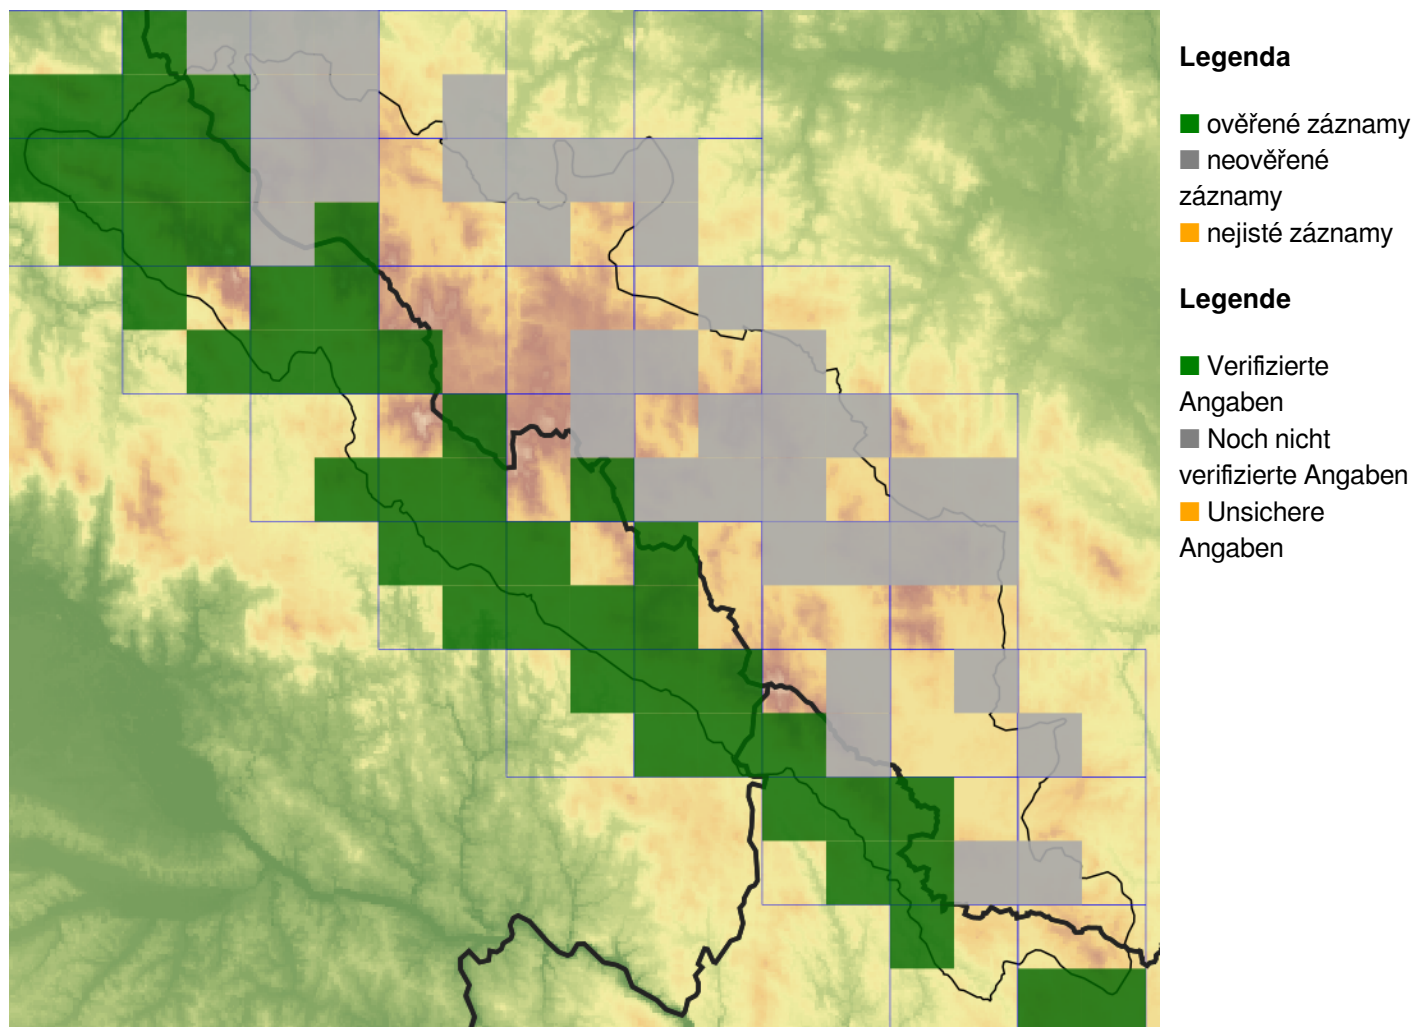 Legenda
ověřené záznamy
neověřené
záznamy
nejisté záznamy
Legende
Verifizierte
Angaben
Noch nicht
verifizierte Angaben
Unsichere
Angaben